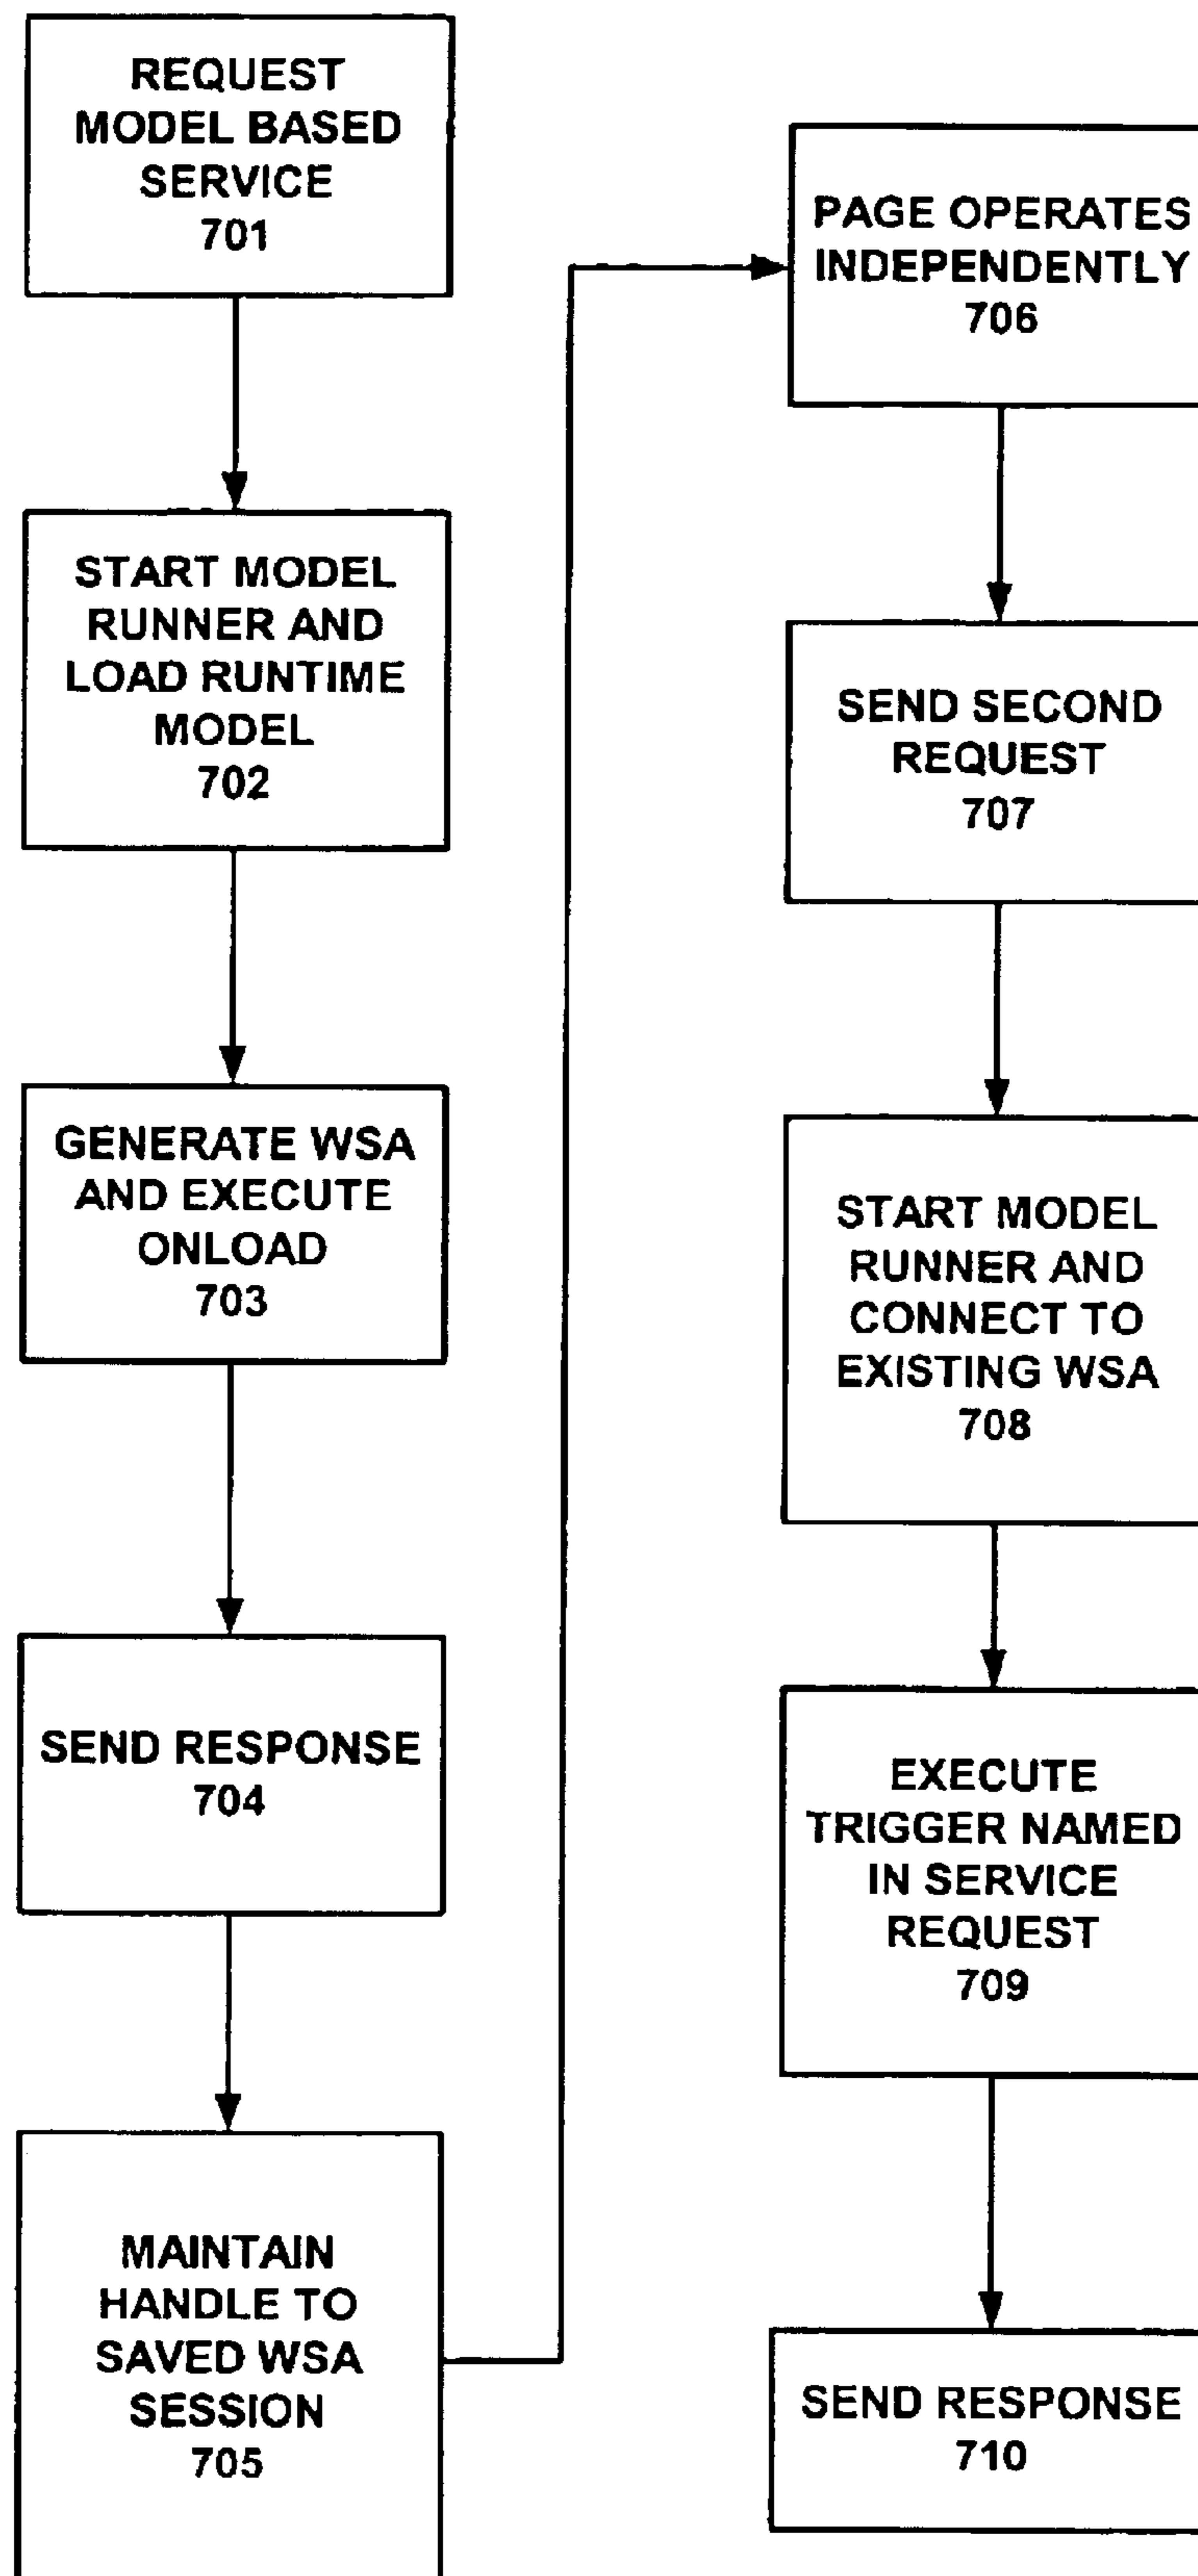 REQUEST
MODEL BASED
SERVICE
701
START MODEL
RUNNER AND
LOAD RUNTIME
MODEL
702
GENERATE WSA
AND EXECUTE
ONLOAD
703
SEND RESPONSE
704
MAINTAIN
HANDLE TO
SAVED WSA
SESSION
705
PAGE OPERATES
INDEPENDENTLY
706
SEND SECOND
REQUEST
707
START MODEL
RUNNER AND
CONNECT TO
EXISTING WSA
708
EXECUTE
TRIGGER NAMED
IN SERVICE
REQUEST
709
SEND RESPONSE
710